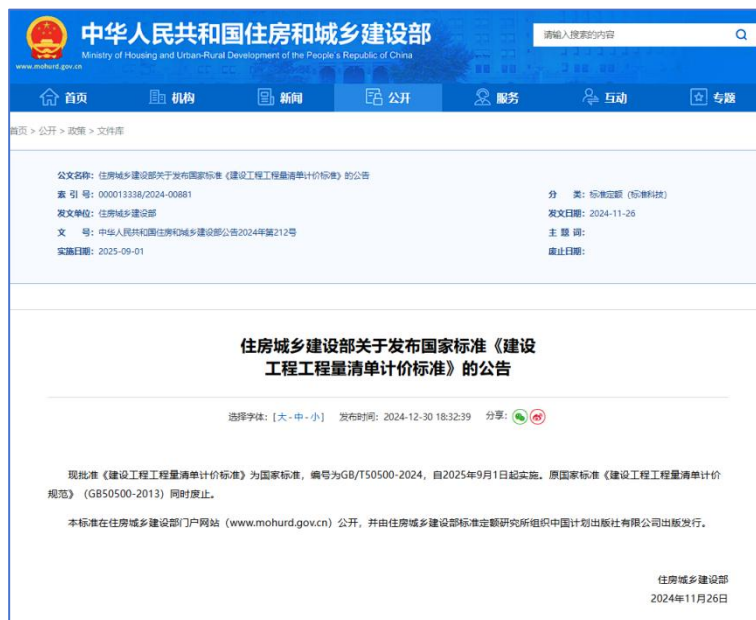 中华人民共和国住房和城乡建设部
Ministry of Housing and Urban-Rural Development of the People's Republic of China
www.mohurd.gov.cn
请输入搜索的内容
首页 机构 新闻 公开 服务 互动 专题
首页 > 公开 > 政策 > 文件库
公文名称: 住房城乡建设部关于发布国家标准《建设工程工程量清单计价标准》的公告
索 引 号: 000013338/2024-00881 分 类: 标准定额（标准科技）
发文单位: 住房城乡建设部 发文日期: 2024-11-26
文 号: 中华人民共和国住房和城乡建设部公告2024年第212号 主 题 词:
实施日期: 2025-09-01 废止日期:
住房城乡建设部关于发布国家标准《建设
工程工程量清单计价标准》的公告
选择字体: [大 - 中 - 小] 发布时间: 2024-12-30 18:32:39 分享:
现批准《建设工程工程量清单计价标准》为国家标准，编号为GB/T50500-2024，自2025年9月1日起实施。原国家标准《建设工程工程量清单计价
规范》（GB50500-2013）同时废止。
本标准在住房城乡建设部门户网站（www.mohurd.gov.cn）公开，并由住房城乡建设部标准定额研究所组织中国计划出版社有限公司出版发行。
住房城乡建设部
2024年11月26日